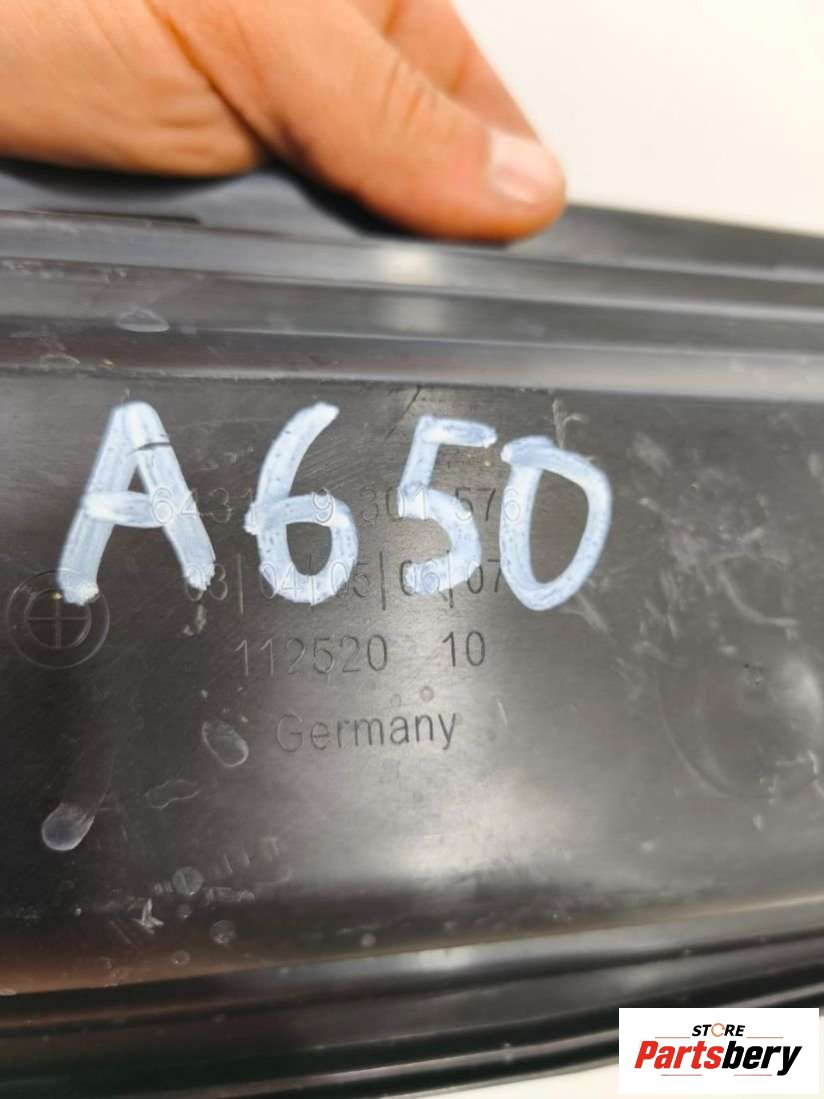 A650
6431 9 301 576
03|04|05|06|07
112520 10
Germany
STORE
Partsbery